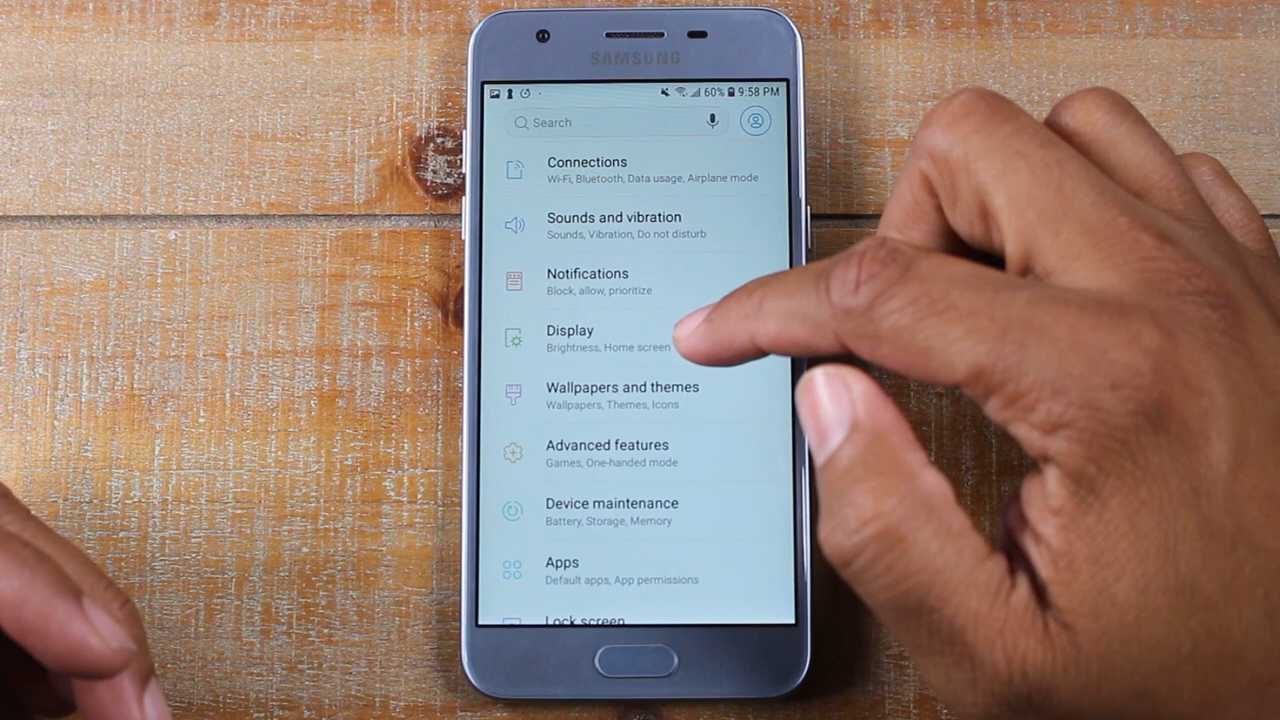 SAMSUNG
60% 9:58 PM
Search
Connections
Wi-Fi, Bluetooth, Data usage, Airplane mode
Sounds and vibration
Sounds, Vibration, Do not disturb
Notifications
Block, allow, prioritize
Display
Brightness, Home screen
Wallpapers and themes
Wallpapers, Themes, Icons
Advanced features
Games, One-handed mode
Device maintenance
Battery, Storage, Memory
Apps
Default apps, App permissions
Lock screen